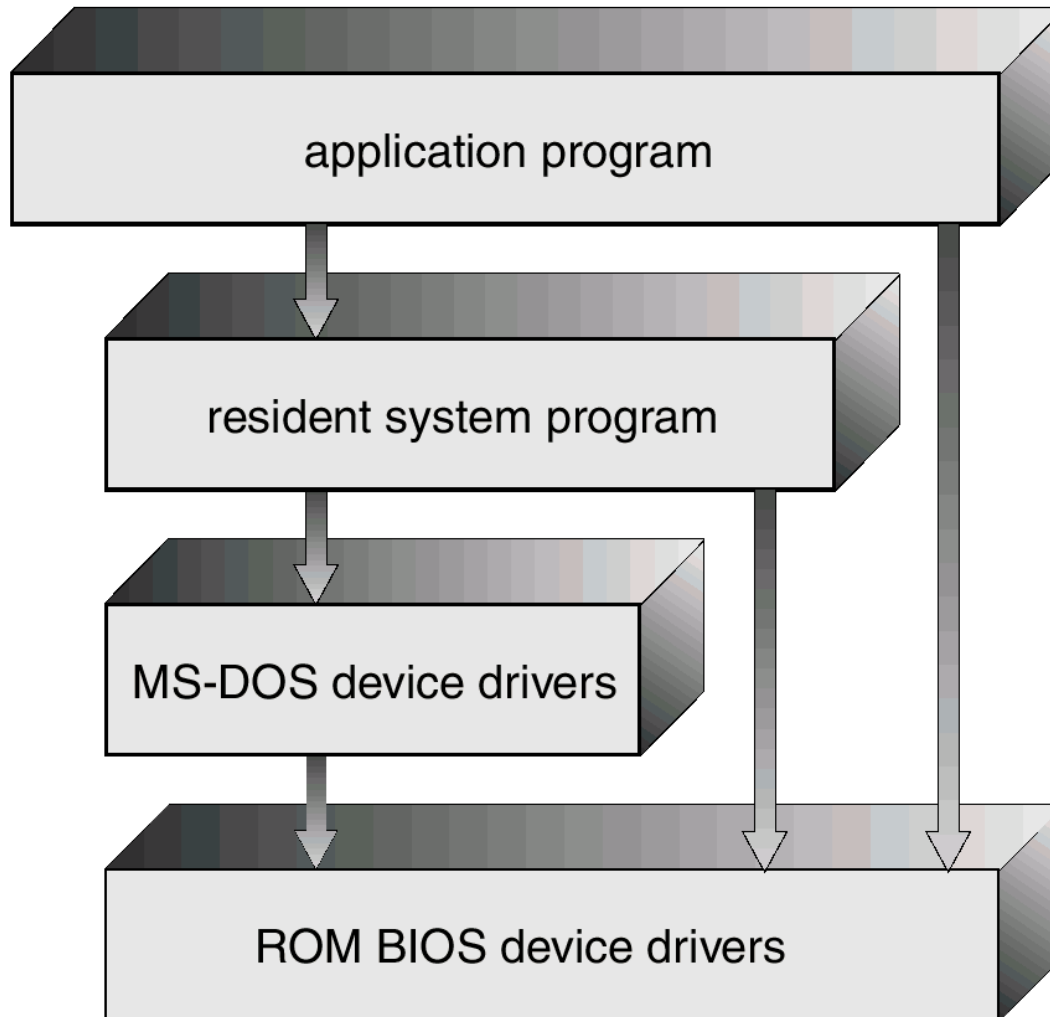 application program
resident system program
MS-DOS device drivers
ROM BIOS device drivers